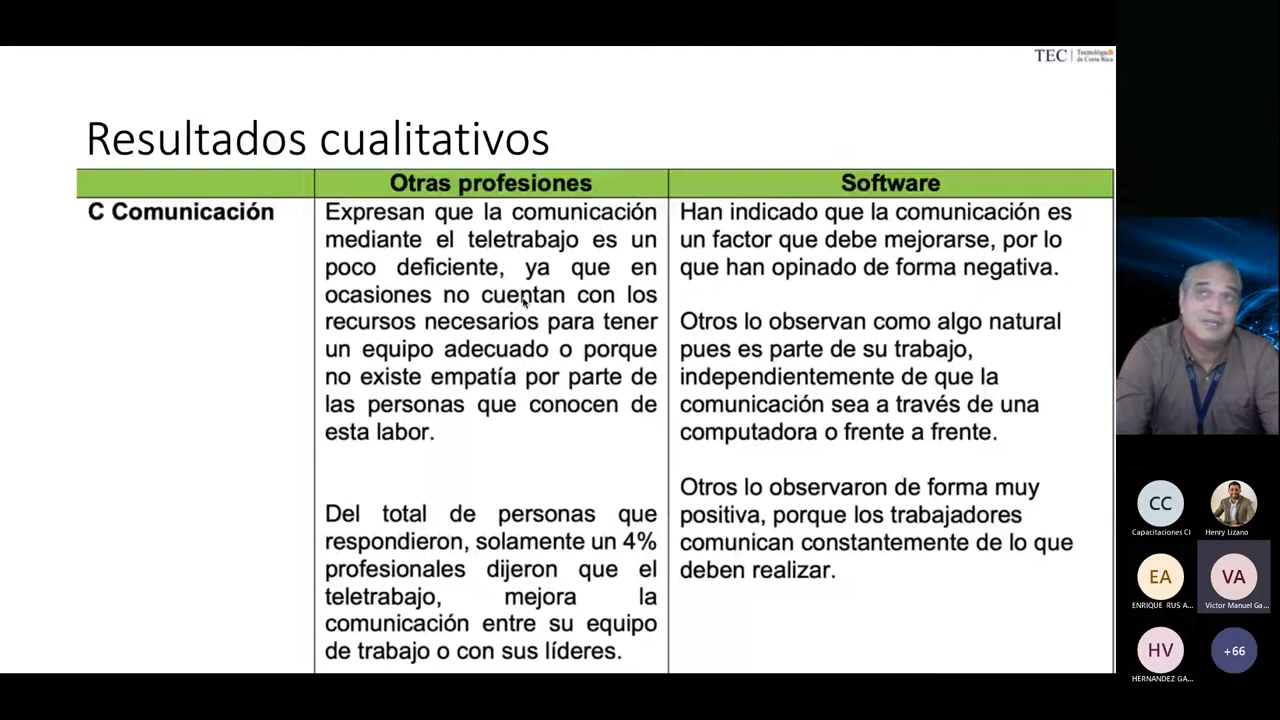 TEC | Tecnológico
de Costa Rica
Resultados cualitativos
Otras profesiones
Software
C Comunicación
Expresan que la comunicación
mediante el teletrabajo es un
poco deficiente, ya que en
ocasiones no cuentan con los
recursos necesarios para tener
un equipo adecuado o porque
no existe empatía por parte de
las personas que conocen de
esta labor.
Del total de personas que
respondieron, solamente un 4%
profesionales dijeron que el
teletrabajo, mejora la
comunicación entre su equipo
de trabajo o con sus líderes.
Han indicado que la comunicación es
un factor que debe mejorarse, por lo
que han opinado de forma negativa.
Otros lo observan como algo natural
pues es parte de su trabajo,
independientemente de que la
comunicación sea a través de una
computadora o frente a frente.
Otros lo observaron de forma muy
positiva, porque los trabajadores
comunican constantemente de lo que
deben realizar.
CC
Capacitaciones CI
Henry Lizano
EA
ENRIQUE RUS A...
VA
Víctor Manuel Ga...
HV
HERNANDEZ GA...
+66